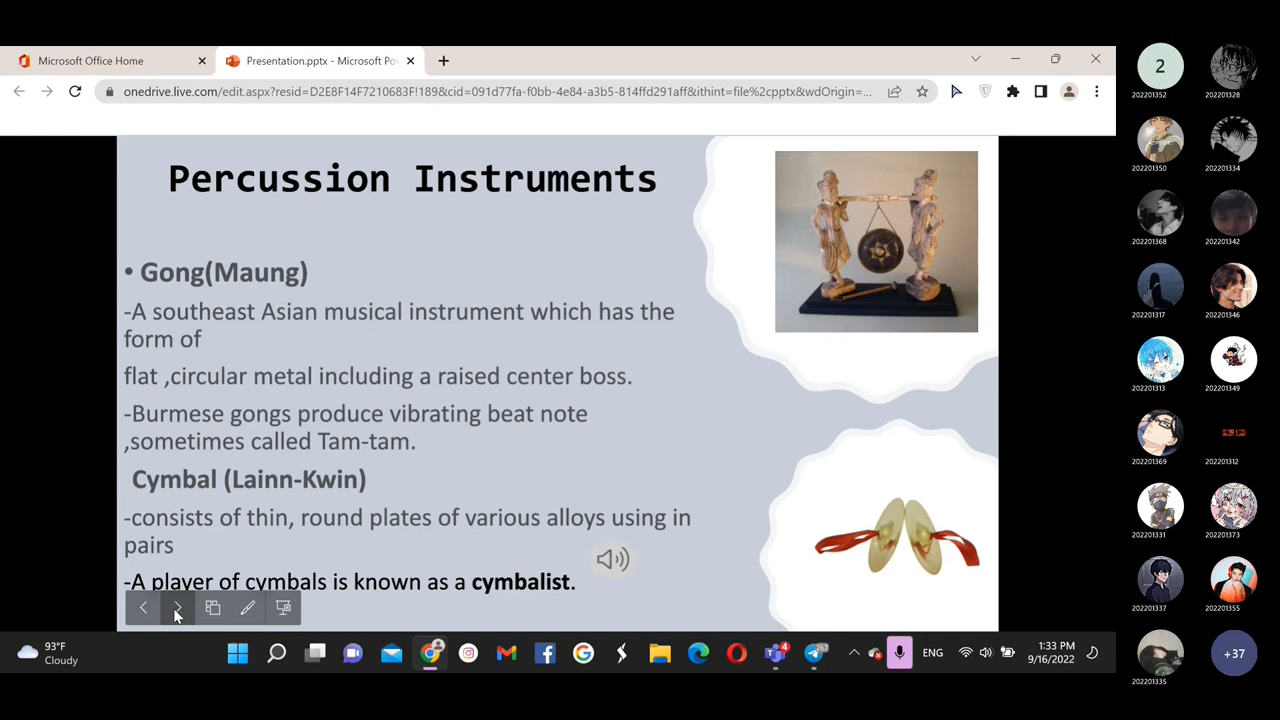 Microsoft Office Home
Presentation.pptx - Microsoft Po
onedrive.live.com/edit.aspx?resid=D2E8F14F7210683F!189&cid=091d77fa-f0bb-4e84-a3b5-814ffd291aff&ithint=file%2cpptx&wdOrigin=...
Percussion Instruments
• Gong(Maung)
-A southeast Asian musical instrument which has the
form of
flat ,circular metal including a raised center boss.
-Burmese gongs produce vibrating beat note
,sometimes called Tam-tam.
Cymbal (Lainn-Kwin)
-consists of thin, round plates of various alloys using in
pairs
-A player of cymbals is known as a cymbalist.
93°F
Cloudy
4
267
ENG
1:33 PM
9/16/2022
2
202201352 202201328
202201350 202201334
202201368 202201342
202201317 202201346
202201313 202201349
202201369 202201312
202201331 202201373
202201337 202201355
202201335
+37